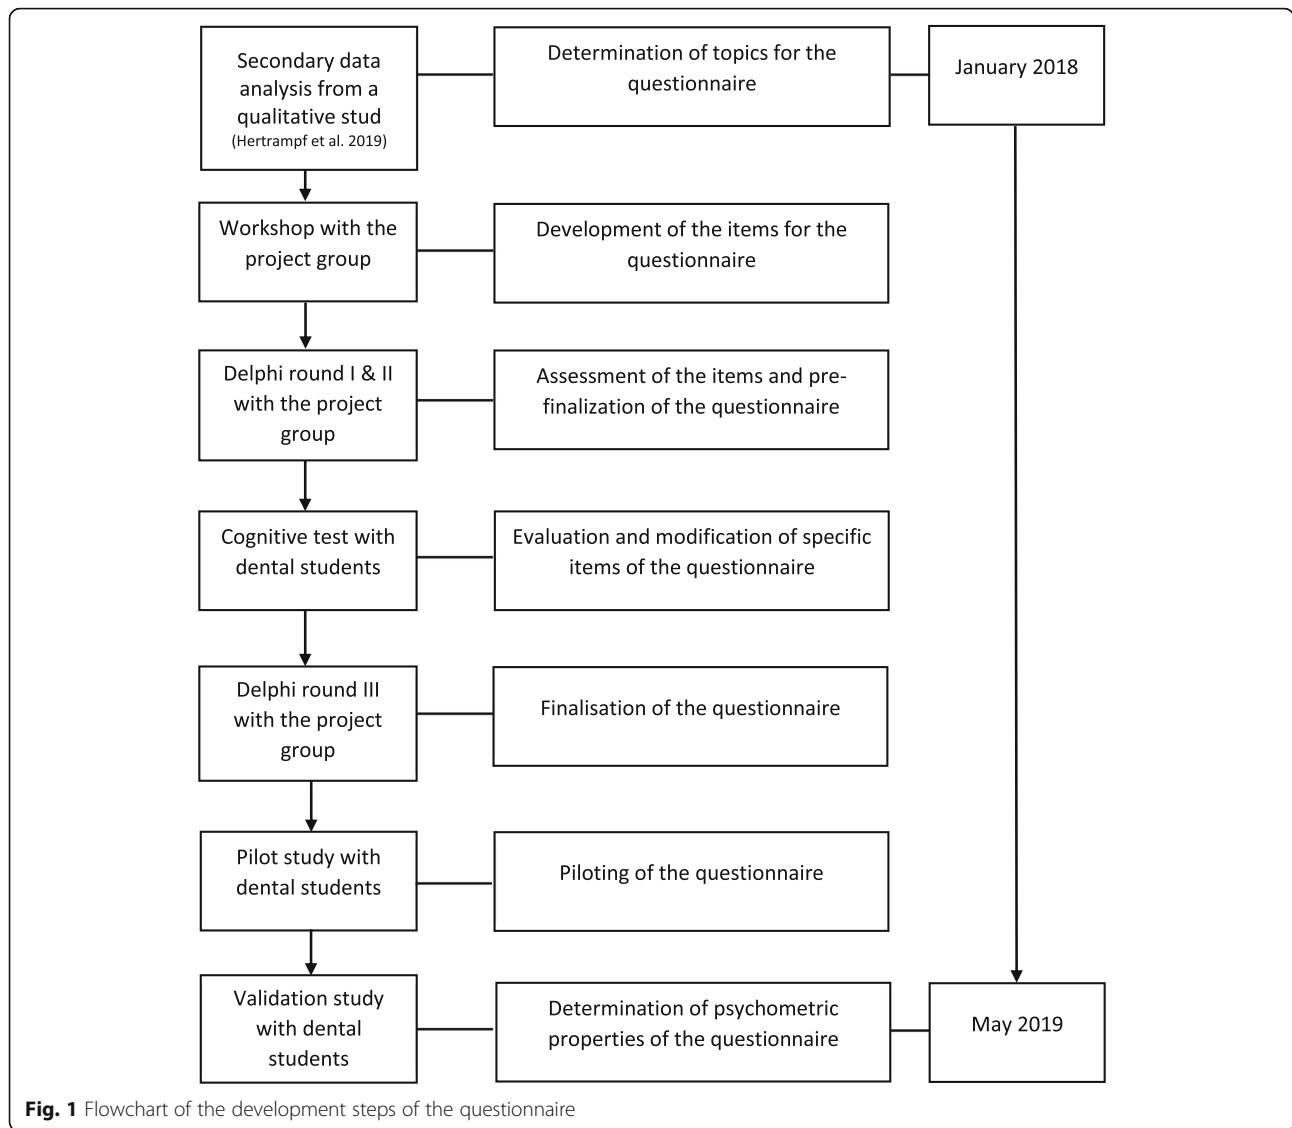 Secondary data
analysis from a
qualitative stud
(Hertrampf et al. 2019)
Determination of topics for the
questionnaire
January 2018
Workshop with the
project group
Development of the items for the
questionnaire
Delphi round I & II
with the project
group
Assessment of the items and pre-
finalization of the questionnaire
Cognitive test with
dental students
Evaluation and modification of specific
items of the questionnaire
Delphi round III
with the project
group
Finalisation of the questionnaire
Pilot study with
dental students
Piloting of the questionnaire
Validation study
with dental
students
Determination of psychometric
properties of the questionnaire
May 2019
Fig. 1 Flowchart of the development steps of the questionnaire